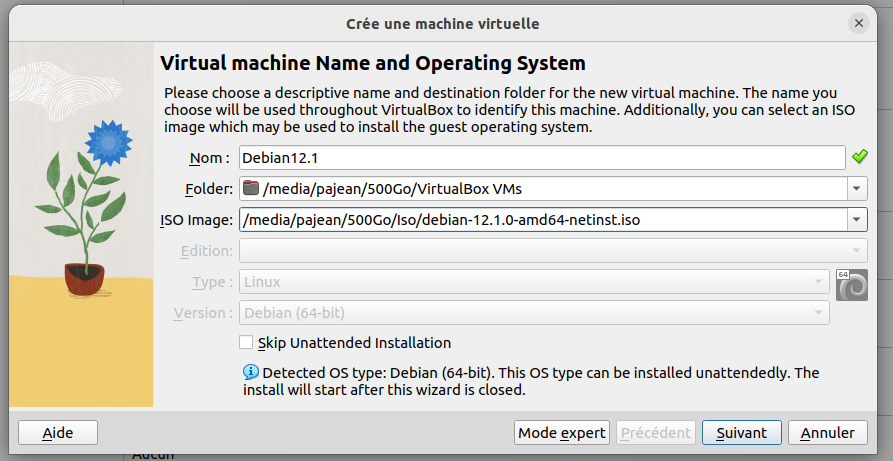 Crée une machine virtuelle
Virtual machine Name and Operating System
Please choose a descriptive name and destination folder for the new virtual machine. The name you
choose will be used throughout VirtualBox to identify this machine. Additionally, you can select an ISO
image which may be used to install the guest operating system.
Nom : Debian12.1
Folder: /media/pajean/500Go/VirtualBox VMs
ISO Image: /media/pajean/500Go/Iso/debian-12.1.0-amd64-netinst.iso
Edition:
Type : Linux 64
Version : Debian (64-bit)
Skip Unattended Installation
Detected OS type: Debian (64-bit). This OS type can be installed unattendedly. The
install will start after this wizard is closed.
Aide Mode expert Précédent Suivant Annuler
Aucun